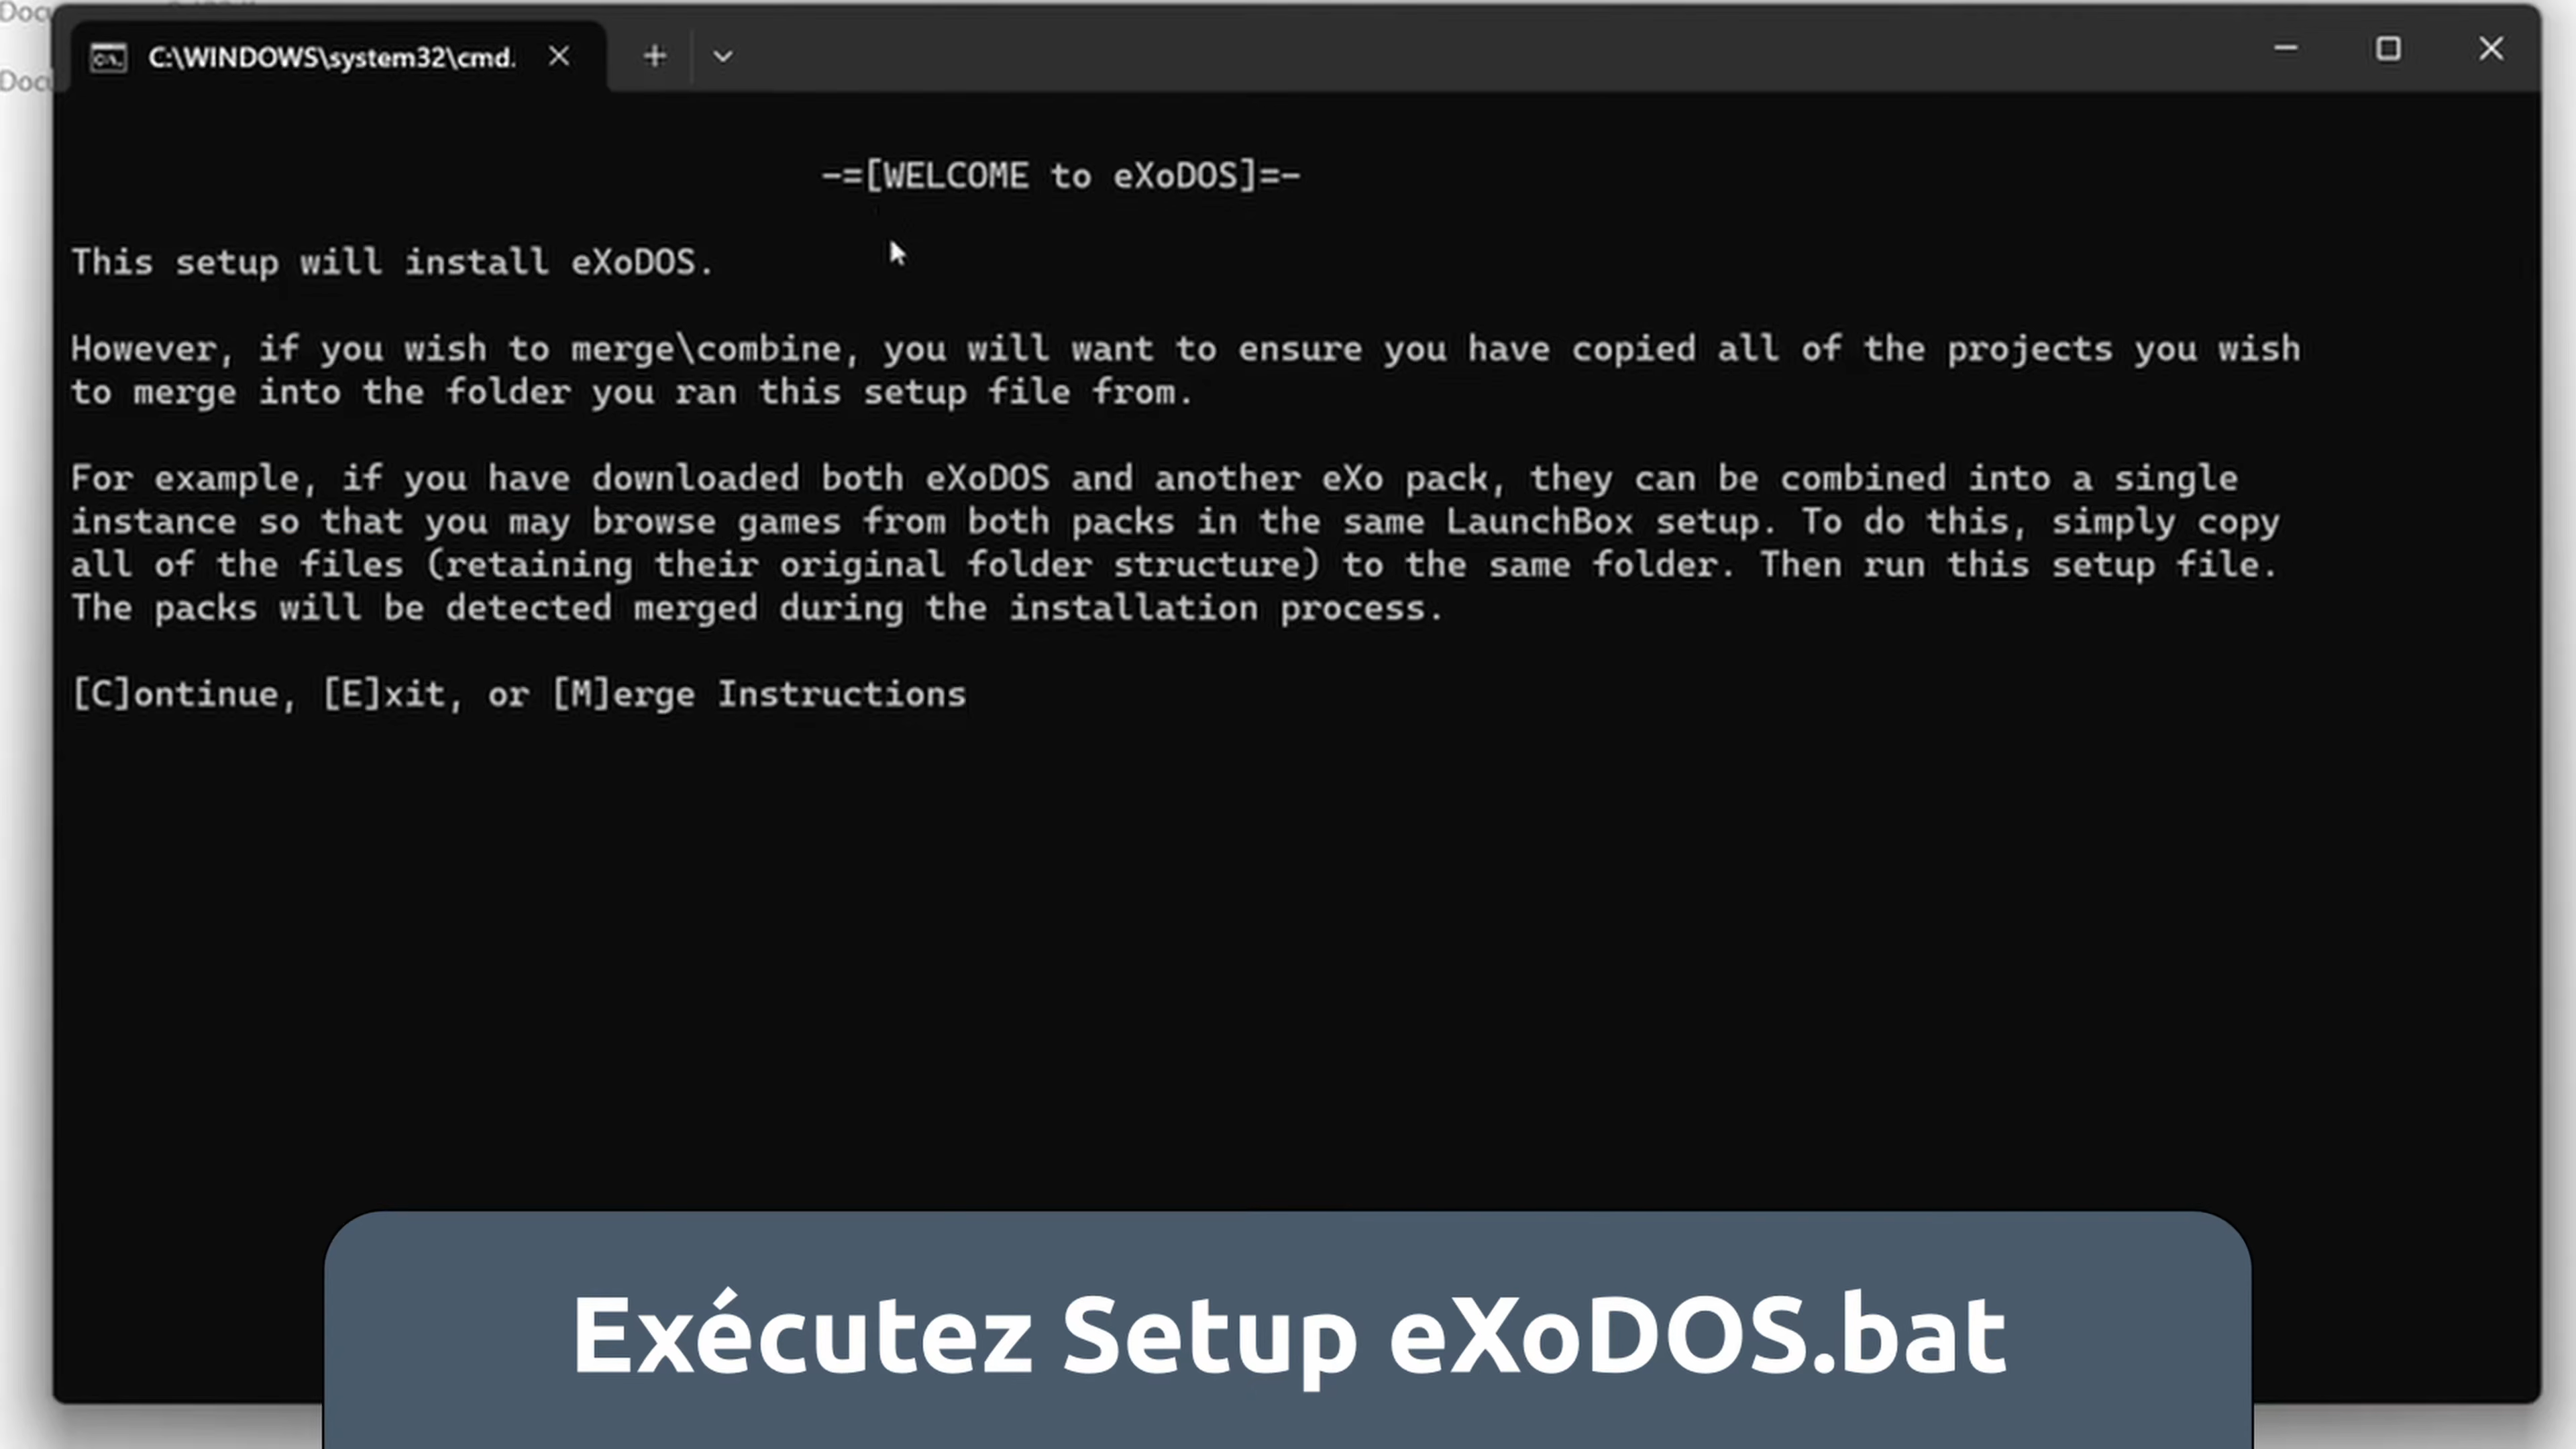 Docu
Docu
C:\WINDOWS\system32\cmd.
-=[WELCOME to eXoDOS]=-
This setup will install eXoDOS.
However, if you wish to merge\combine, you will want to ensure you have copied all of the projects you wish
to merge into the folder you ran this setup file from.
For example, if you have downloaded both eXoDOS and another eXo pack, they can be combined into a single
instance so that you may browse games from both packs in the same LaunchBox setup. To do this, simply copy
all of the files (retaining their original folder structure) to the same folder. Then run this setup file.
The packs will be detected merged during the installation process.
[C]ontinue, [E]xit, or [M]erge Instructions
Exécutez Setup eXoDOS.bat